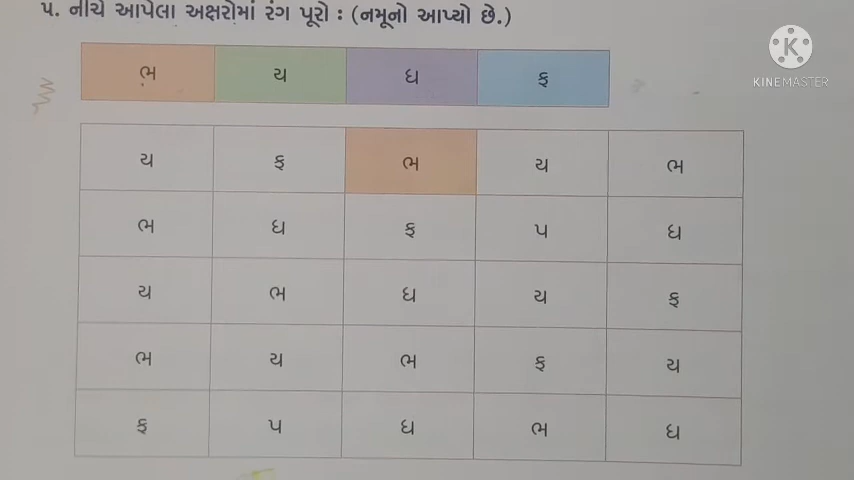 ૫. નીચે આપેલા અક્ષરોમાં રંગ પૂરો : (નમૂનો આપ્યો છે.)
ભ ય ધ ફ
K
KINEMASTER
ય ફ ભ ય ભ
ભ ધ ફ પ ધ
ય ભ ધ ય ફ
ભ ય ભ ફ ય
ફ પ ધ ભ ધ